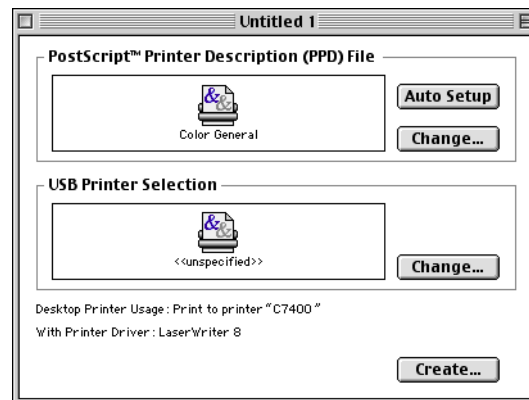 Untitled 1
PostScript™ Printer Description (PPD) File
Color General
Auto Setup
Change...
USB Printer Selection
<<unspecified>>
Change...
Desktop Printer Usage : Print to printer “C7400 ”
With Printer Driver : LaserWriter 8
Create...